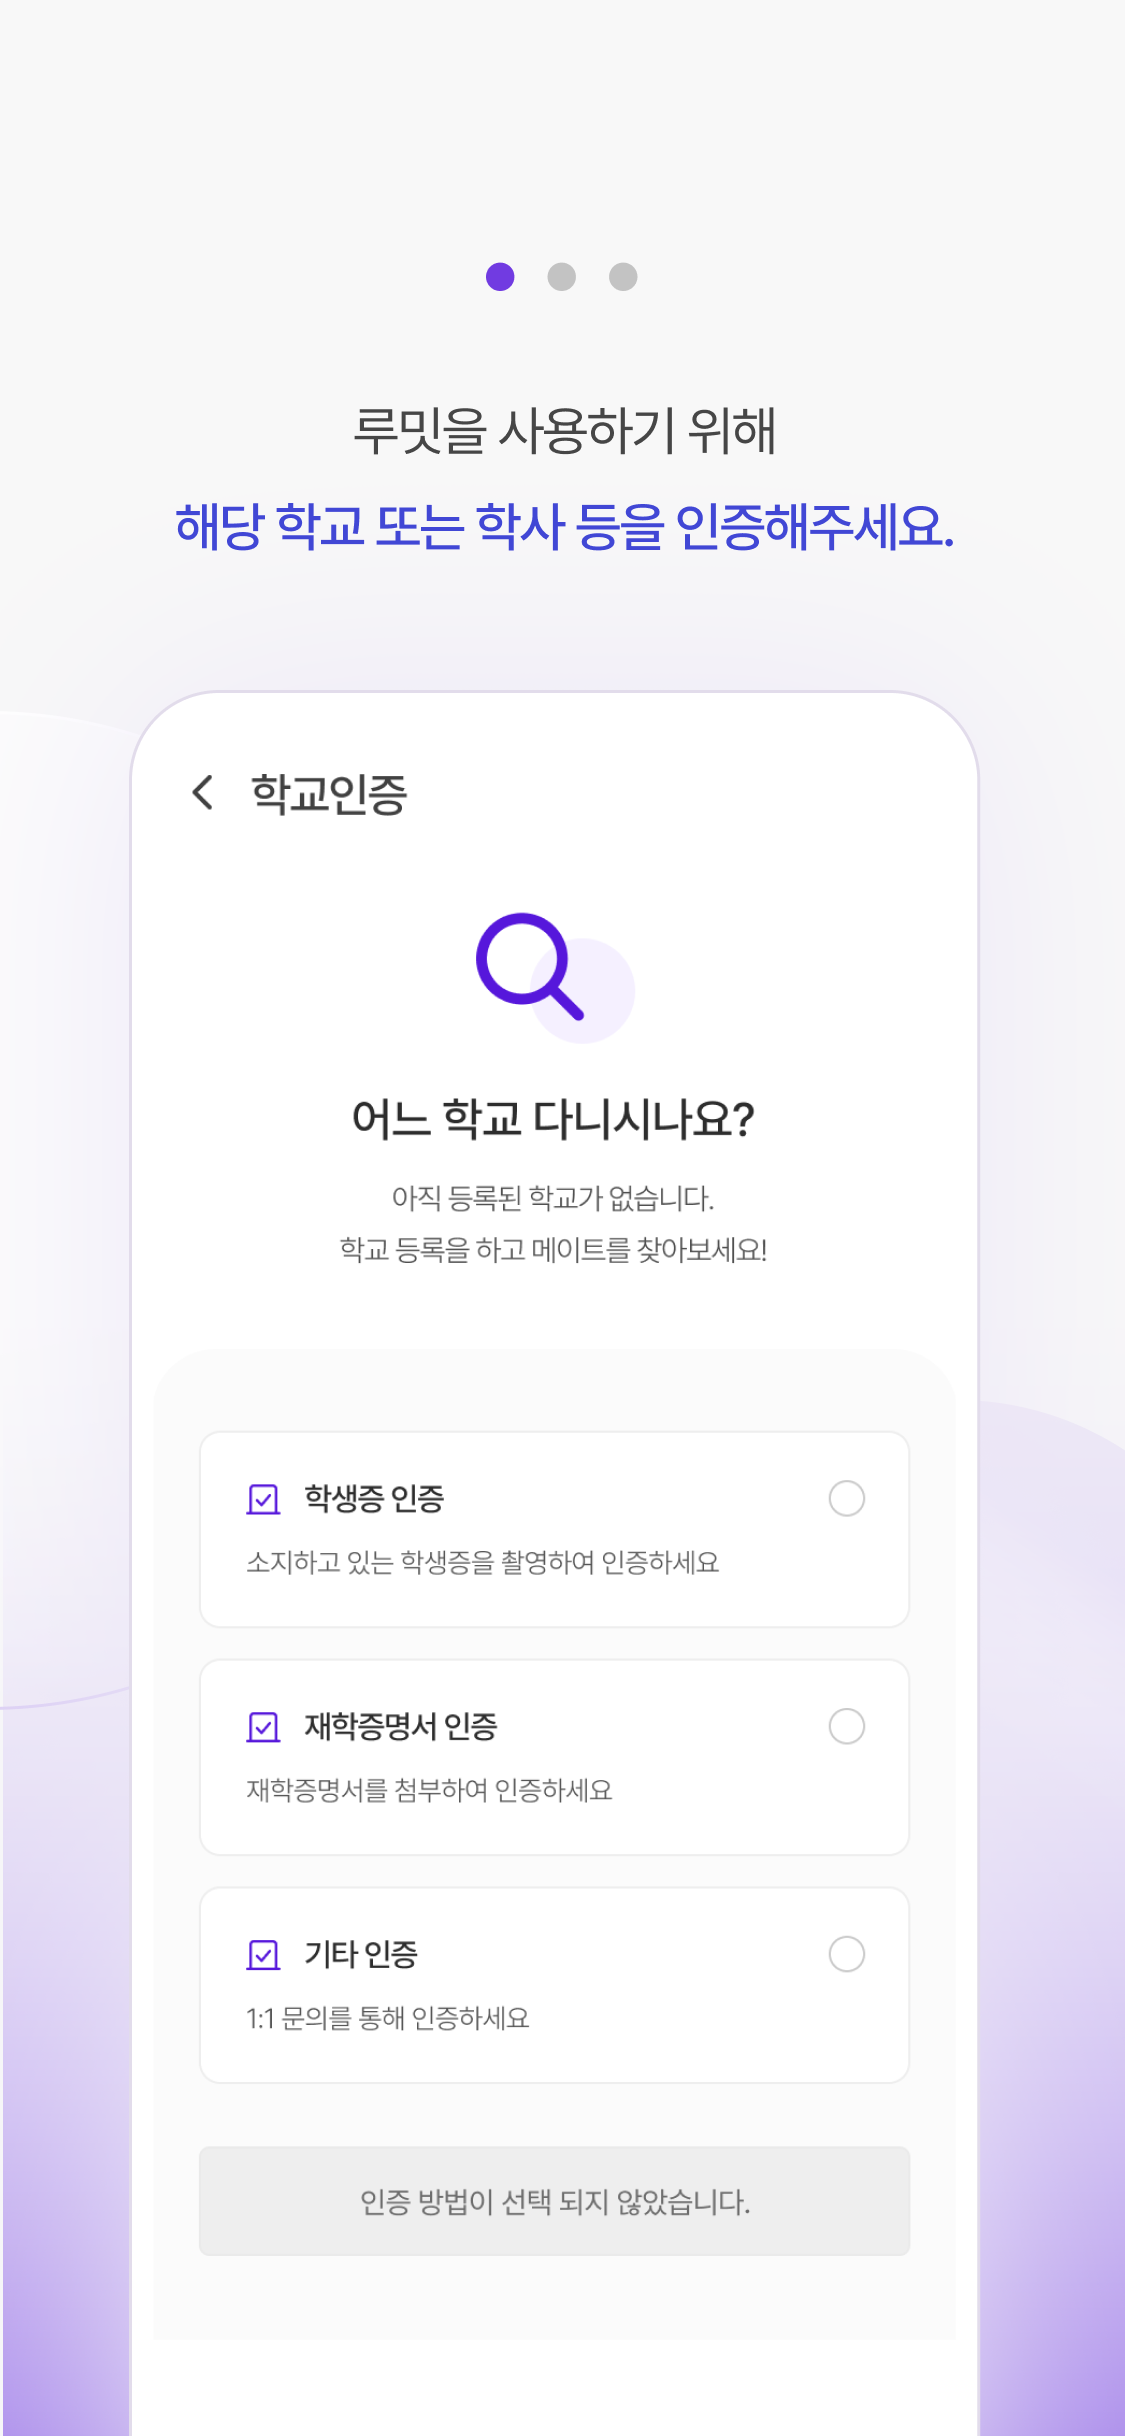 루밋을 사용하기 위해
해당 학교 또는 학사 등을 인증해주세요.
학교인증
어느 학교 다니시나요?
아직 등록된 학교가 없습니다.
학교 등록을 하고 메이트를 찾아보세요!
학생증 인증
소지하고 있는 학생증을 촬영하여 인증하세요
재학증명서 인증
재학증명서를 첨부하여 인증하세요
기타 인증
1:1 문의를 통해 인증하세요
인증 방법이 선택 되지 않았습니다.